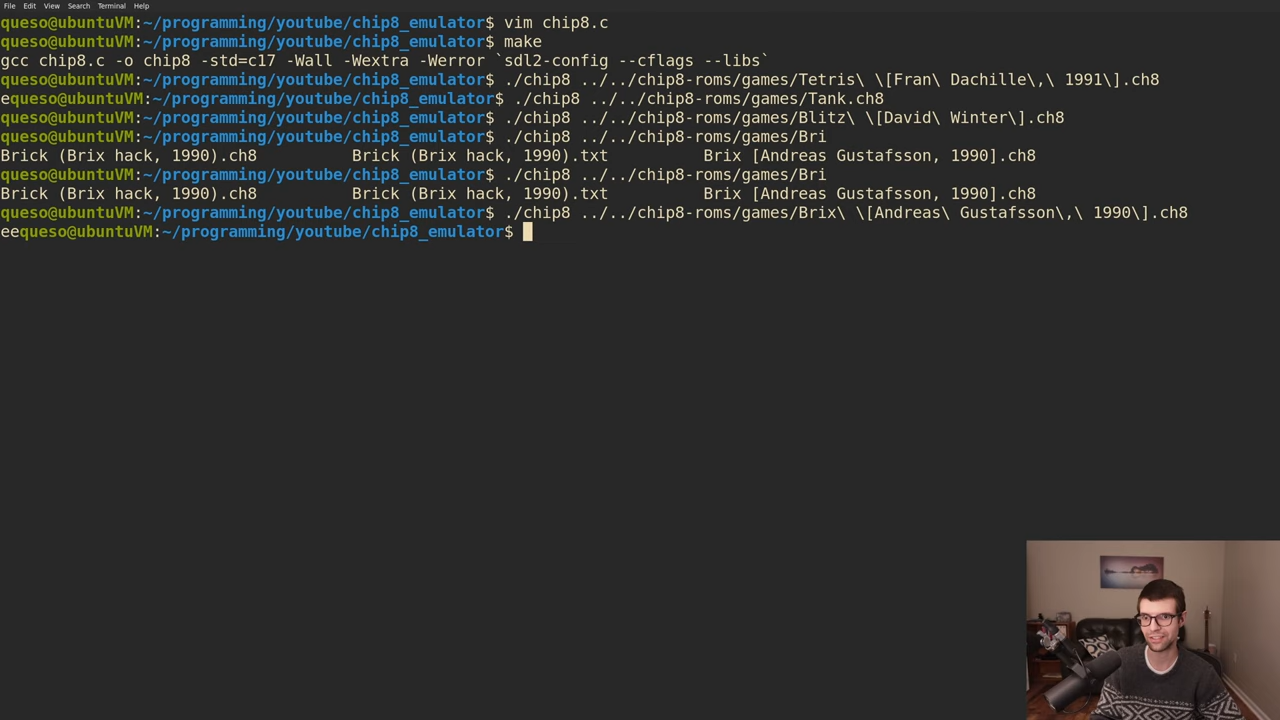 File Edit View Search Terminal Help
queso@ubuntuVM:~/programming/youtube/chip8_emulator$ vim chip8.c
queso@ubuntuVM:~/programming/youtube/chip8_emulator$ make
gcc chip8.c -o chip8 -std=c17 -Wall -Wextra -Werror `sdl2-config --cflags --libs`
queso@ubuntuVM:~/programming/youtube/chip8_emulator$ ./chip8 ../../chip8-roms/games/Tetris\ \[Fran\ Dachille\,\ 1991\].ch8
equeso@ubuntuVM:~/programming/youtube/chip8_emulator$ ./chip8 ../../chip8-roms/games/Tank.ch8
queso@ubuntuVM:~/programming/youtube/chip8_emulator$ ./chip8 ../../chip8-roms/games/Blitz\ \[David\ Winter\].ch8
queso@ubuntuVM:~/programming/youtube/chip8_emulator$ ./chip8 ../../chip8-roms/games/Bri
Brick (Brix hack, 1990).ch8          Brick (Brix hack, 1990).txt          Brix [Andreas Gustafsson, 1990].ch8
queso@ubuntuVM:~/programming/youtube/chip8_emulator$ ./chip8 ../../chip8-roms/games/Bri
Brick (Brix hack, 1990).ch8          Brick (Brix hack, 1990).txt          Brix [Andreas Gustafsson, 1990].ch8
queso@ubuntuVM:~/programming/youtube/chip8_emulator$ ./chip8 ../../chip8-roms/games/Brix\ \[Andreas\ Gustafsson\,\ 1990\].ch8
eequeso@ubuntuVM:~/programming/youtube/chip8_emulator$